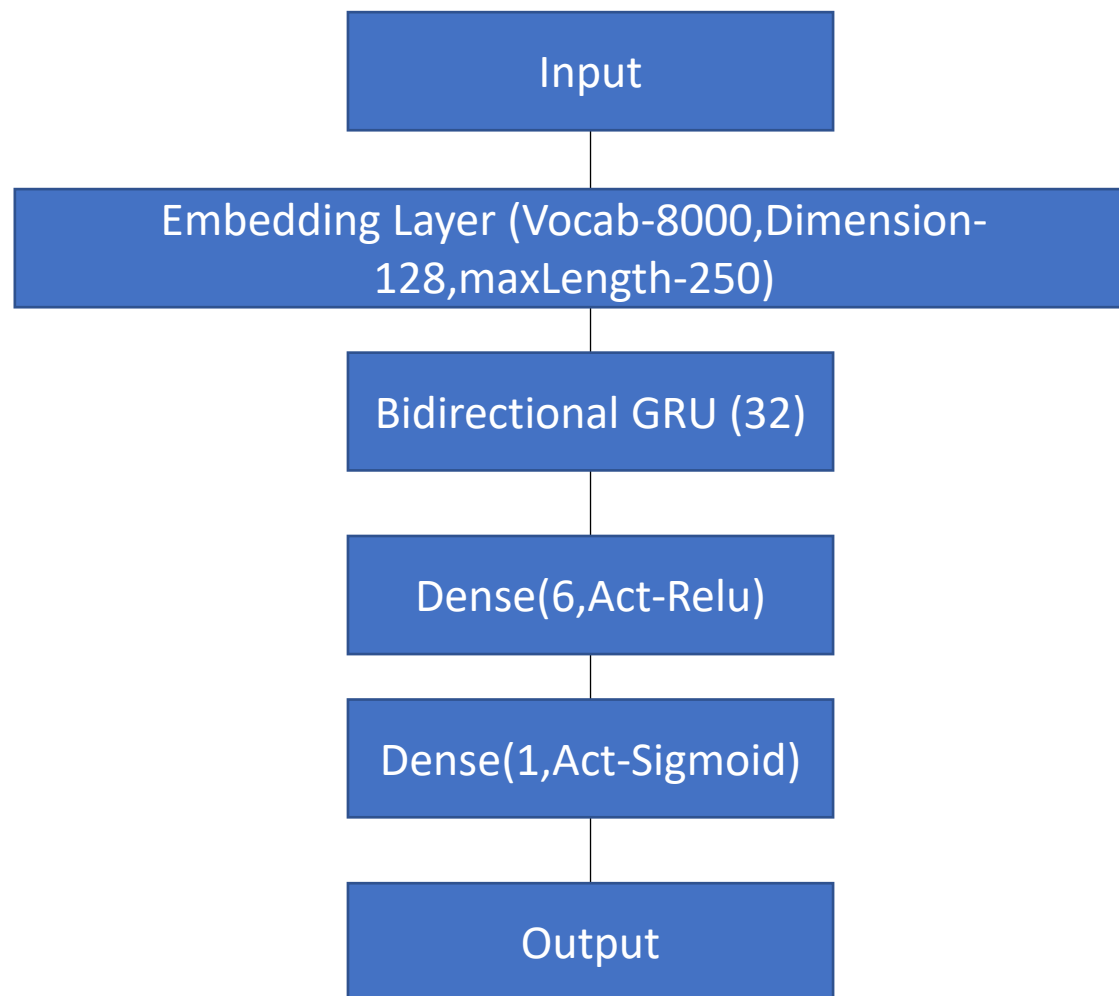 Input
Embedding Layer (Vocab-8000,Dimension-
128,maxLength-250)
Bidirectional GRU (32)
Dense(6,Act-Relu)
Dense(1,Act-Sigmoid)
Output